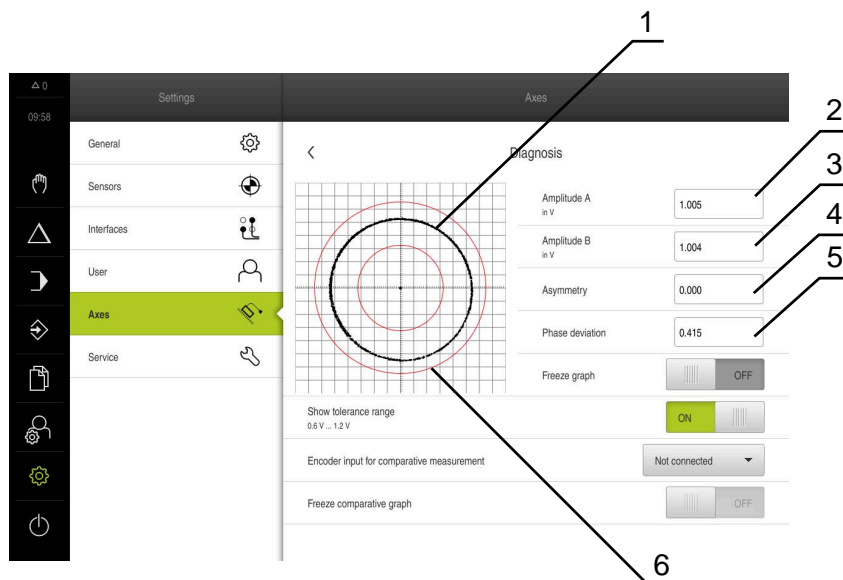 1
△ 0
Settings
Axes
09:58
2
General
Diagnosis
3
Sensors
Amplitude A
in V
1.005
4
Interfaces
Amplitude B
in V
1.004
5
User
Asymmetry
0.000
Axes
Phase deviation
0.415
Service
Freeze graph
OFF
Show tolerance range
0.6 V ... 1.2 V
ON
Encoder input for comparative measurement
Not connected
Freeze comparative graph
OFF
6